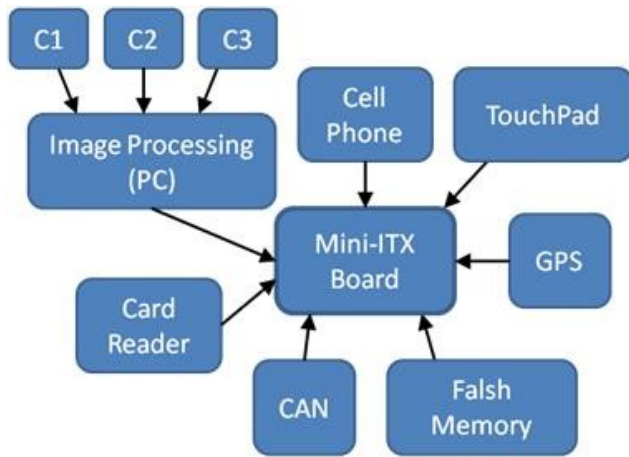 C1
C2
C3
Image Processing
(PC)
Cell
Phone
TouchPad
Mini-ITX
Board
GPS
Card
Reader
CAN
Falsh
Memory